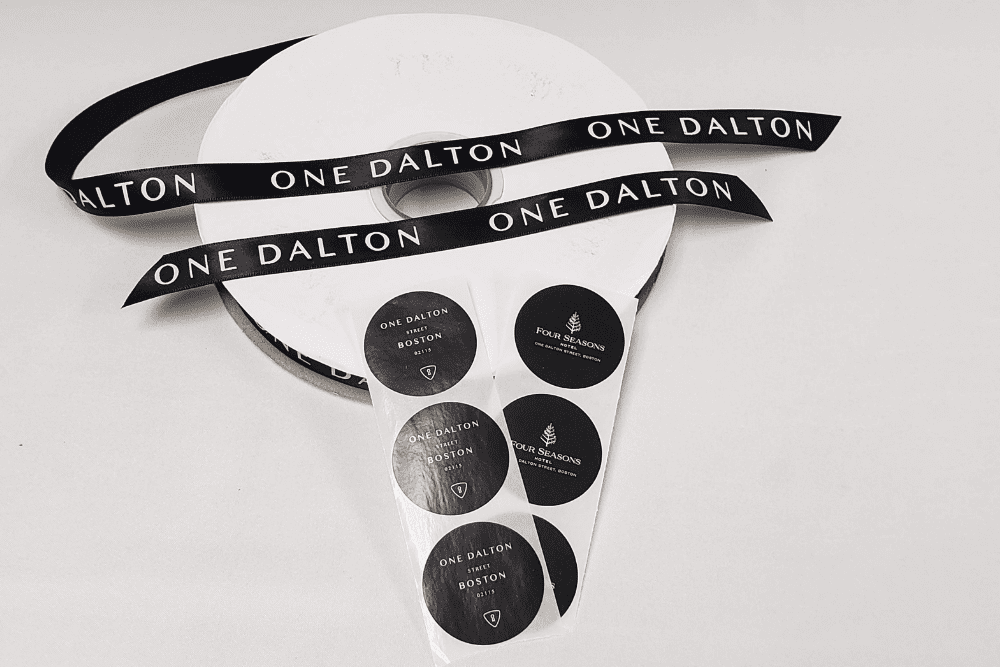 DALTON ONE DALTON ONE DALTON
ONE DALTON ONE DALTON
ONE DA
ONE DALTON
STREET
BOSTON
02115
FOUR SEASONS
HOTEL
ONE DALTON STREET, BOSTON
ONE DALTON
STREET
BOSTON
02115
FOUR SEASONS
HOTEL
DALTON STREET, BOSTON
ONE DALTON
STREET
BOSTON
02115